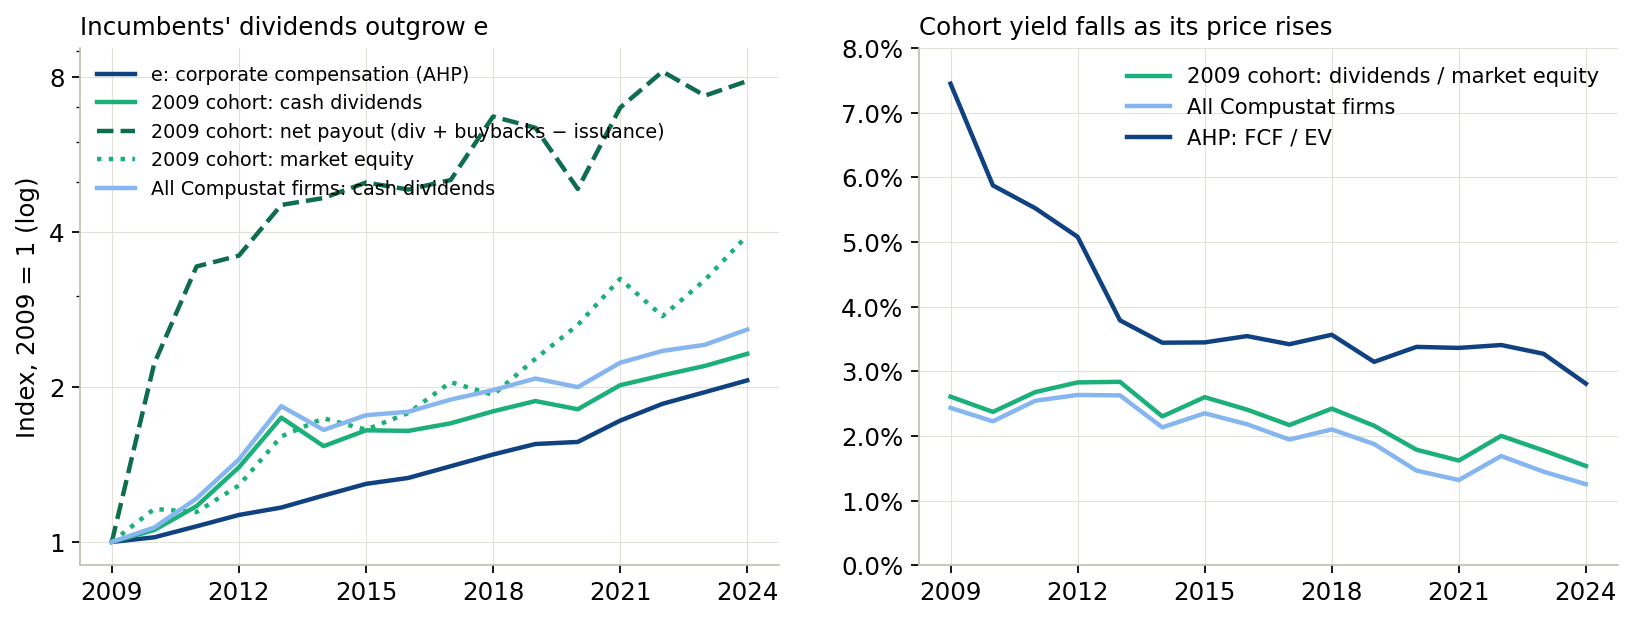 Incumbents' dividends outgrow e
Index, 2009 = 1 (log)
8
4
2
1
e: corporate compensation (AHP)
2009 cohort: cash dividends
2009 cohort: net payout (div + buybacks − issuance)
2009 cohort: market equity
All Compustat firms: cash dividends
2009 2012 2015 2018 2021 2024
Cohort yield falls as its price rises
8.0%
7.0%
6.0%
5.0%
4.0%
3.0%
2.0%
1.0%
0.0%
2009 cohort: dividends / market equity
All Compustat firms
AHP: FCF / EV
2009 2012 2015 2018 2021 2024